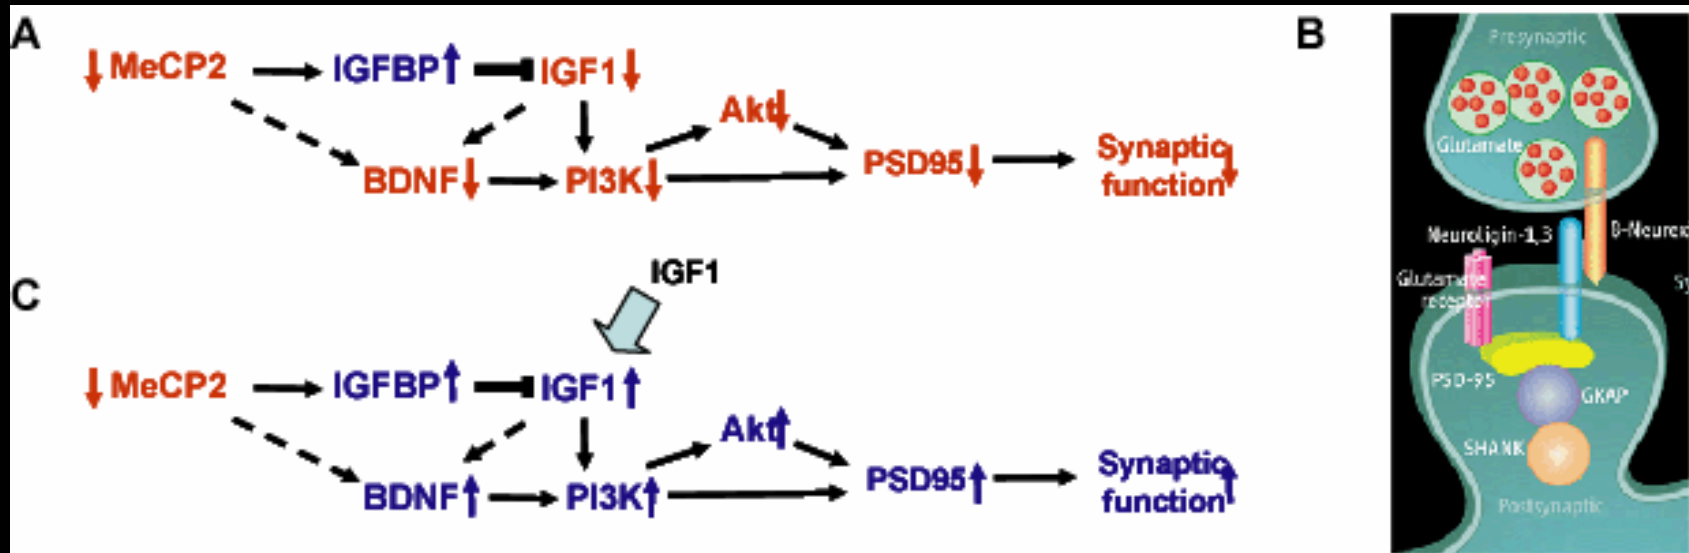 A
MeCP2 IGFBP IGF1
Akt
BDNF PI3K PSD95 Synaptic
function
B
Presynaptic
Glutamate
Neuroligin-1,3
Glutamate
receptor
PSD-95
GKAP
SHANK
Postsynaptic
C
IGF1
MeCP2 IGFBP IGF1
Akt
BDNF PI3K PSD95 Synaptic
function